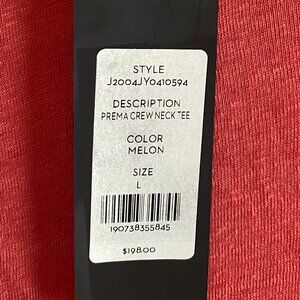 STYLE
J2004JY0410594
DESCRIPTION
PREMA CREW NECK TEE
COLOR
MELON
SIZE
L
190738355845
$198.00